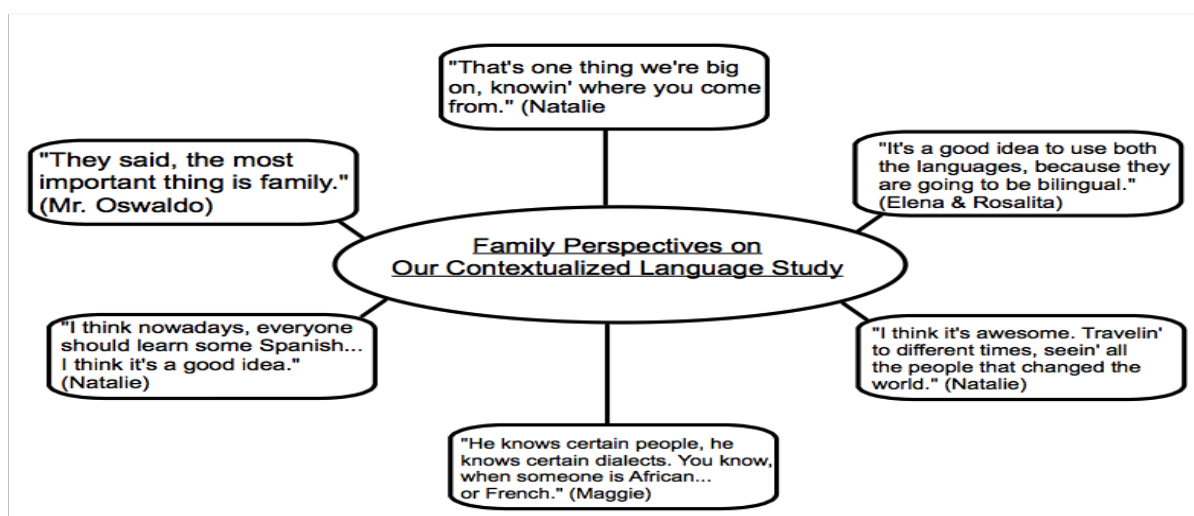 "That's one thing we're big
on, knowin' where you come
from." (Natalie
"They said, the most
important thing is family."
(Mr. Oswaldo)
"It's a good idea to use both
the languages, because they
are going to be bilingual."
(Elena & Rosalita)
Family Perspectives on
Our Contextualized Language Study
"I think nowadays, everyone
should learn some Spanish...
I think it's a good idea."
(Natalie)
"I think it's awesome. Travelin'
to different times, seein' all
the people that changed the
world." (Natalie)
"He knows certain people, he
knows certain dialects. You know,
when someone is African...
or French." (Maggie)